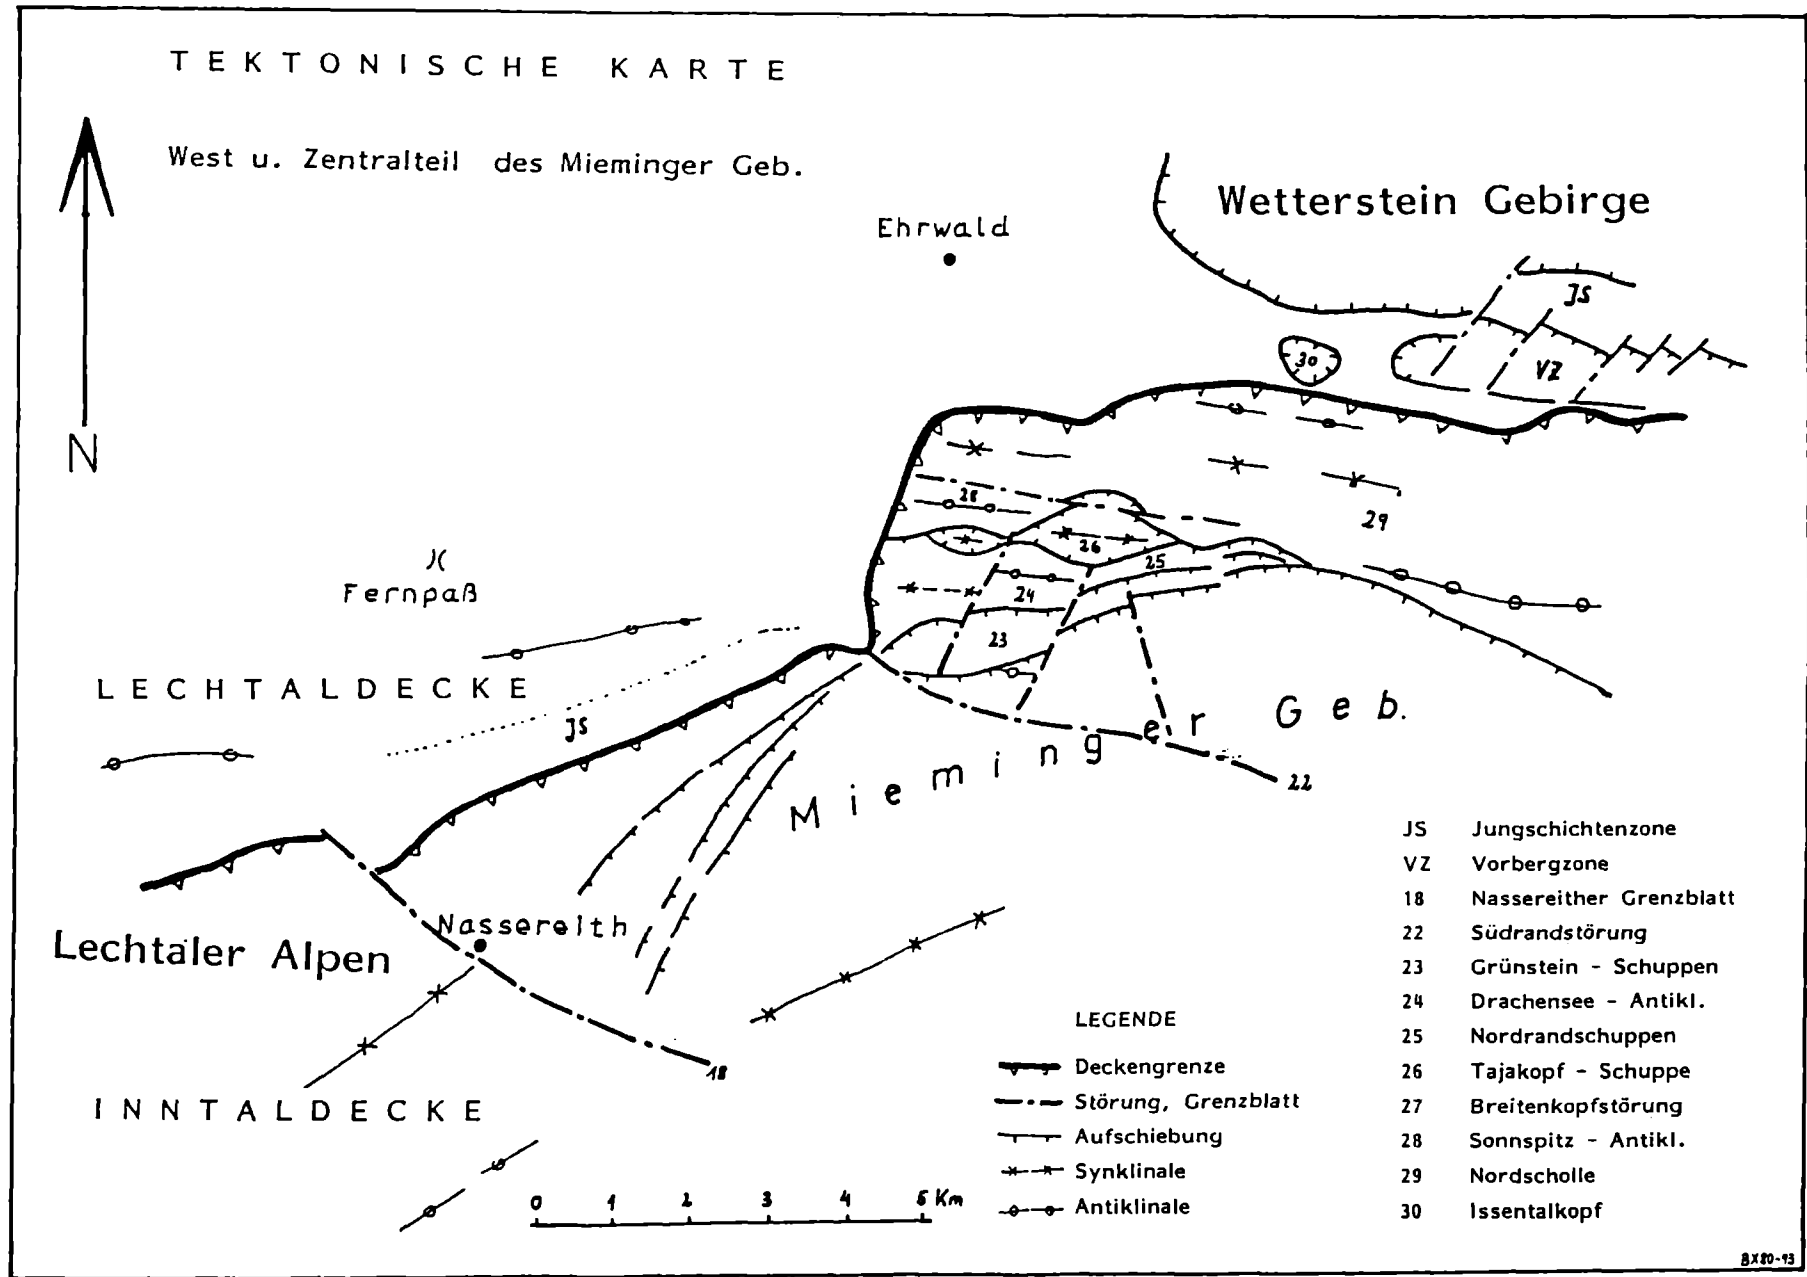 TEKTONISCHE KARTE
West u. Zentralteil des Mieminger Geb.
N
Ehrwald
Wetterstein Gebirge
JS
30
VZ
28
29
26
25
24
23
)(
Fernpaß
LECHTALDECKE
JS
Mieminger Geb.
22
Nassereith
Lechtäler Alpen
18
INNTALDECKE
0 1 2 3 4 5 Km
LEGENDE
Deckengrenze
Störung, Grenzblatt
Aufschiebung
Synklinale
Antiklinale
JS Jungschichtenzone
VZ Vorbergzone
18 Nassereither Grenzblatt
22 Südrandstörung
23 Grünstein - Schuppen
24 Drachensee - Antikl.
25 Nordrandschuppen
26 Tajakopf - Schuppe
27 Breitenkopfstörung
28 Sonnspitz - Antikl.
29 Nordscholle
30 Issentalkopf
BX80-93